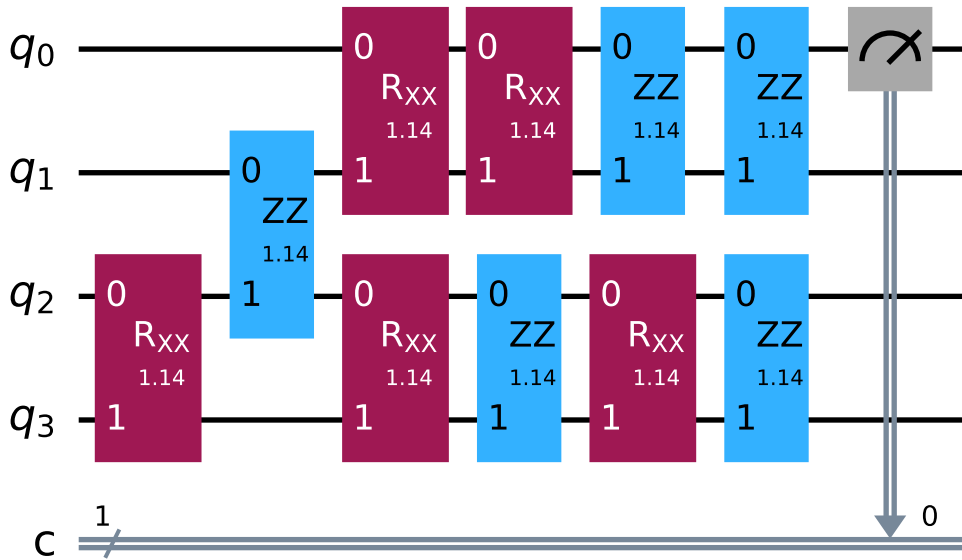 q0 0 RXX 1.14 1 0 RXX 1.14 1 0 ZZ 1.14 1 0 ZZ 1.14 1
q1 0 ZZ 1.14 1
q2 0 RXX 1.14 1 0 RXX 1.14 1 0 ZZ 1.14 1 0 RXX 1.14 1 0 ZZ 1.14 1
q3
c 1 0